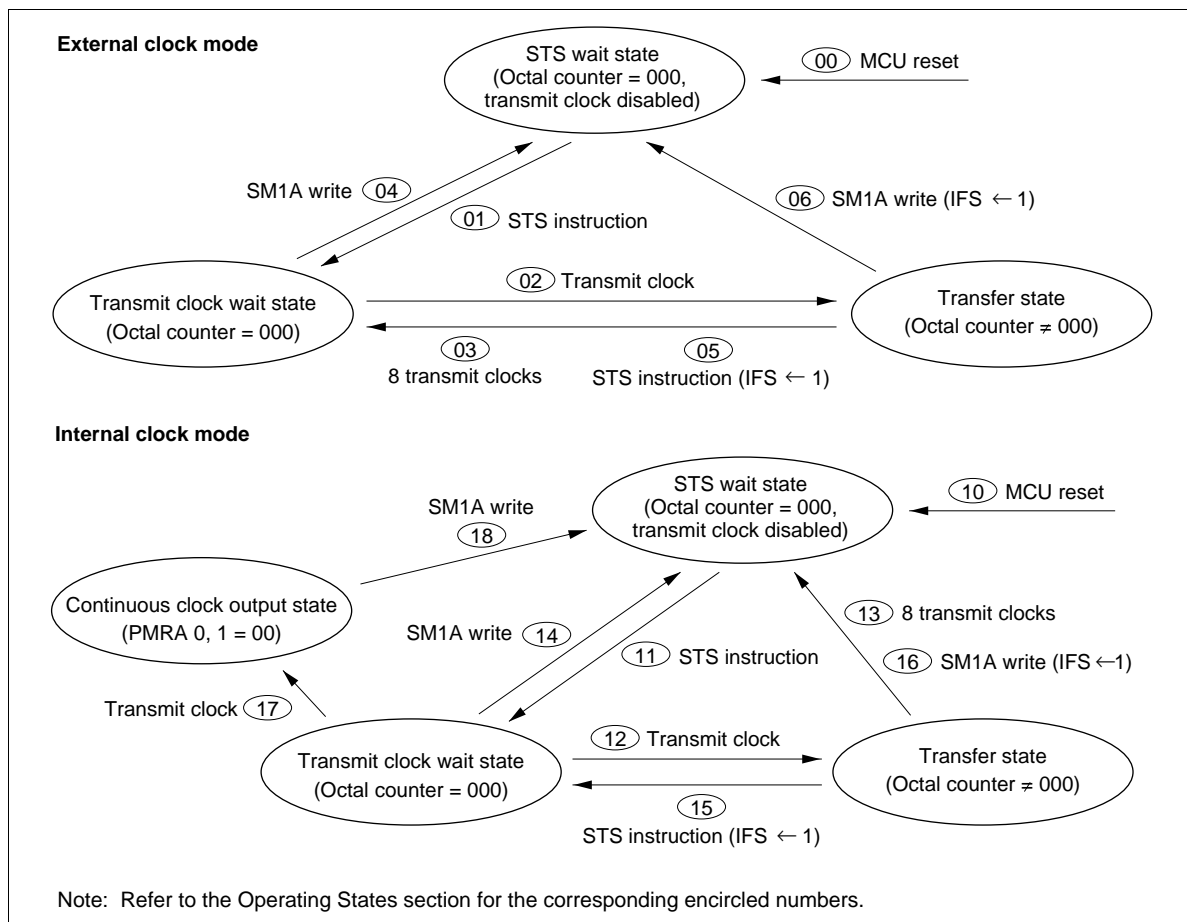 External clock mode
STS wait state
(Octal counter = 000,
transmit clock disabled)
00 MCU reset
SM1A write 04
01 STS instruction
06 SM1A write (IFS ← 1)
02 Transmit clock
Transmit clock wait state
(Octal counter = 000)
Transfer state
(Octal counter ≠ 000)
03
8 transmit clocks
05
STS instruction (IFS ← 1)
Internal clock mode
STS wait state
(Octal counter = 000,
transmit clock disabled)
10 MCU reset
SM1A write
18
Continuous clock output state
(PMRA 0, 1 = 00)
SM1A write 14
11 STS instruction
13 8 transmit clocks
16 SM1A write (IFS ←1)
Transmit clock 17
12 Transmit clock
Transmit clock wait state
(Octal counter = 000)
Transfer state
(Octal counter ≠ 000)
15
STS instruction (IFS ← 1)
Note: Refer to the Operating States section for the corresponding encircled numbers.